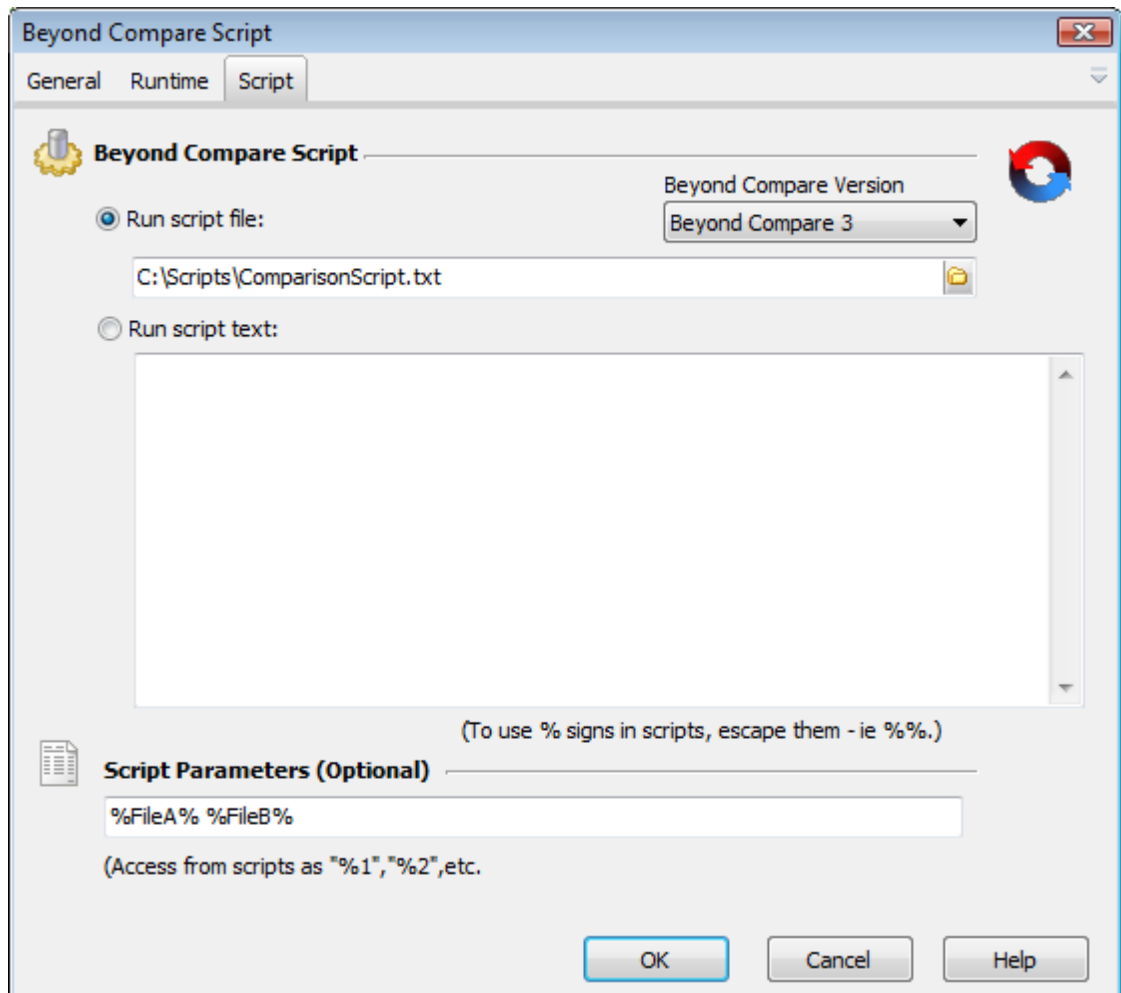 Beyond Compare Script
General Runtime Script
Beyond Compare Script
Beyond Compare Version
Run script file:
Beyond Compare 3
C:\Scripts\ComparisonScript.txt
Run script text:
(To use % signs in scripts, escape them - ie %%.)
Script Parameters (Optional)
%FileA% %FileB%
(Access from scripts as "%1","%2",etc.
OK Cancel Help